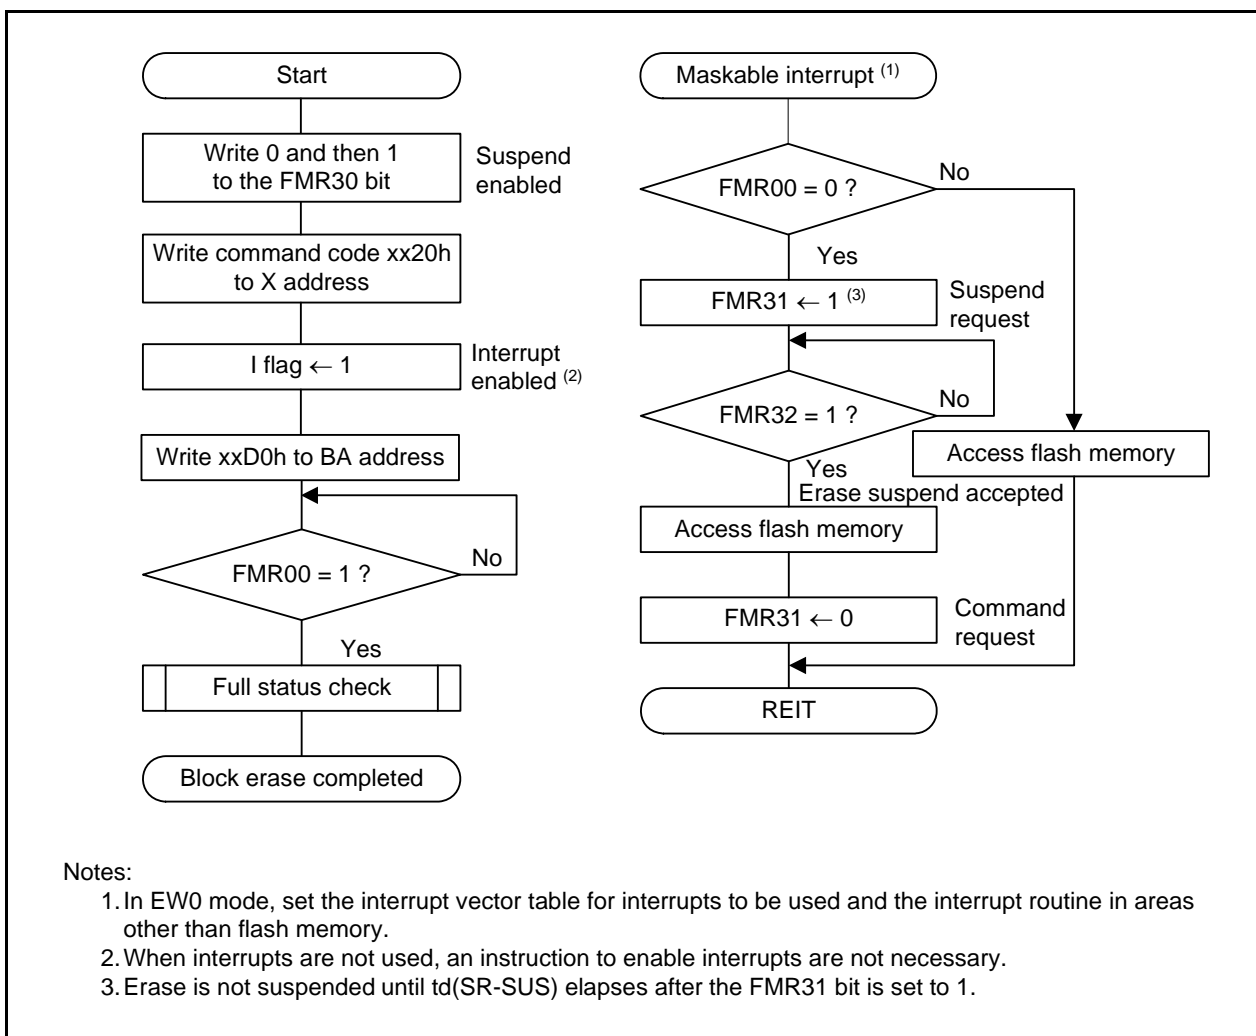 Start
Write 0 and then 1
to the FMR30 bit
Suspend
enabled
Write command code xx20h
to X address
I flag ← 1
Interrupt
enabled (2)
Write xxD0h to BA address
FMR00 = 1 ?
No
Yes
Full status check
Block erase completed
Maskable interrupt (1)
FMR00 = 0 ?
No
Yes
FMR31 ← 1 (3)
Suspend
request
FMR32 = 1 ?
No
Yes
Erase suspend accepted
Access flash memory
Access flash memory
FMR31 ← 0
Command
request
REIT
Notes:
1. In EW0 mode, set the interrupt vector table for interrupts to be used and the interrupt routine in areas
other than flash memory.
2. When interrupts are not used, an instruction to enable interrupts are not necessary.
3. Erase is not suspended until td(SR-SUS) elapses after the FMR31 bit is set to 1.